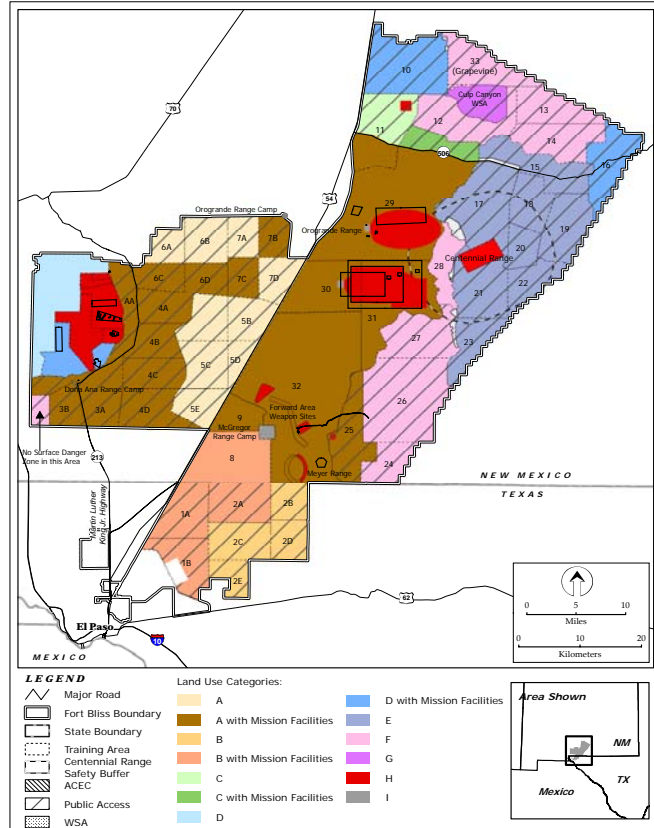 33
(Grapevine)
10
70
Culp Canyon
WSA
13
12
11
14
506
15
16
54
Orogrande Range Camp
29
17
18
7B
7A
6B
6A
Orogrande Range
19
20
28
Centennial Range
6C
6D
7C
7D
30
21
22
AA
4A
31
5B
4B
27
23
5C
5D
4C
32
Dona Ana Range Camp
26
5E
Forward Area
Weapon Sites
3B
3A
4D
9
McGregor
Range Camp
25
No Surface Danger
Zone in this Area
213
8
24
Meyer Range
NEW MEXICO
TEXAS
Martin Luther
King Jr. Highway
1A
2A
2B
2C
2D
1B
2E
0
5
10
Miles
0
10
20
Kilometers
62
El Paso
10
MEXICO
LEGEND
Major Road
Fort Bliss Boundary
State Boundary
Training Area
Centennial Range
Safety Buffer
ACEC
Public Access
WSA
Land Use Categories:
A
A with Mission Facilities
B
B with Mission Facilities
C
C with Mission Facilities
D
D with Mission Facilities
E
F
G
H
I
Area Shown
NM
TX
Mexico